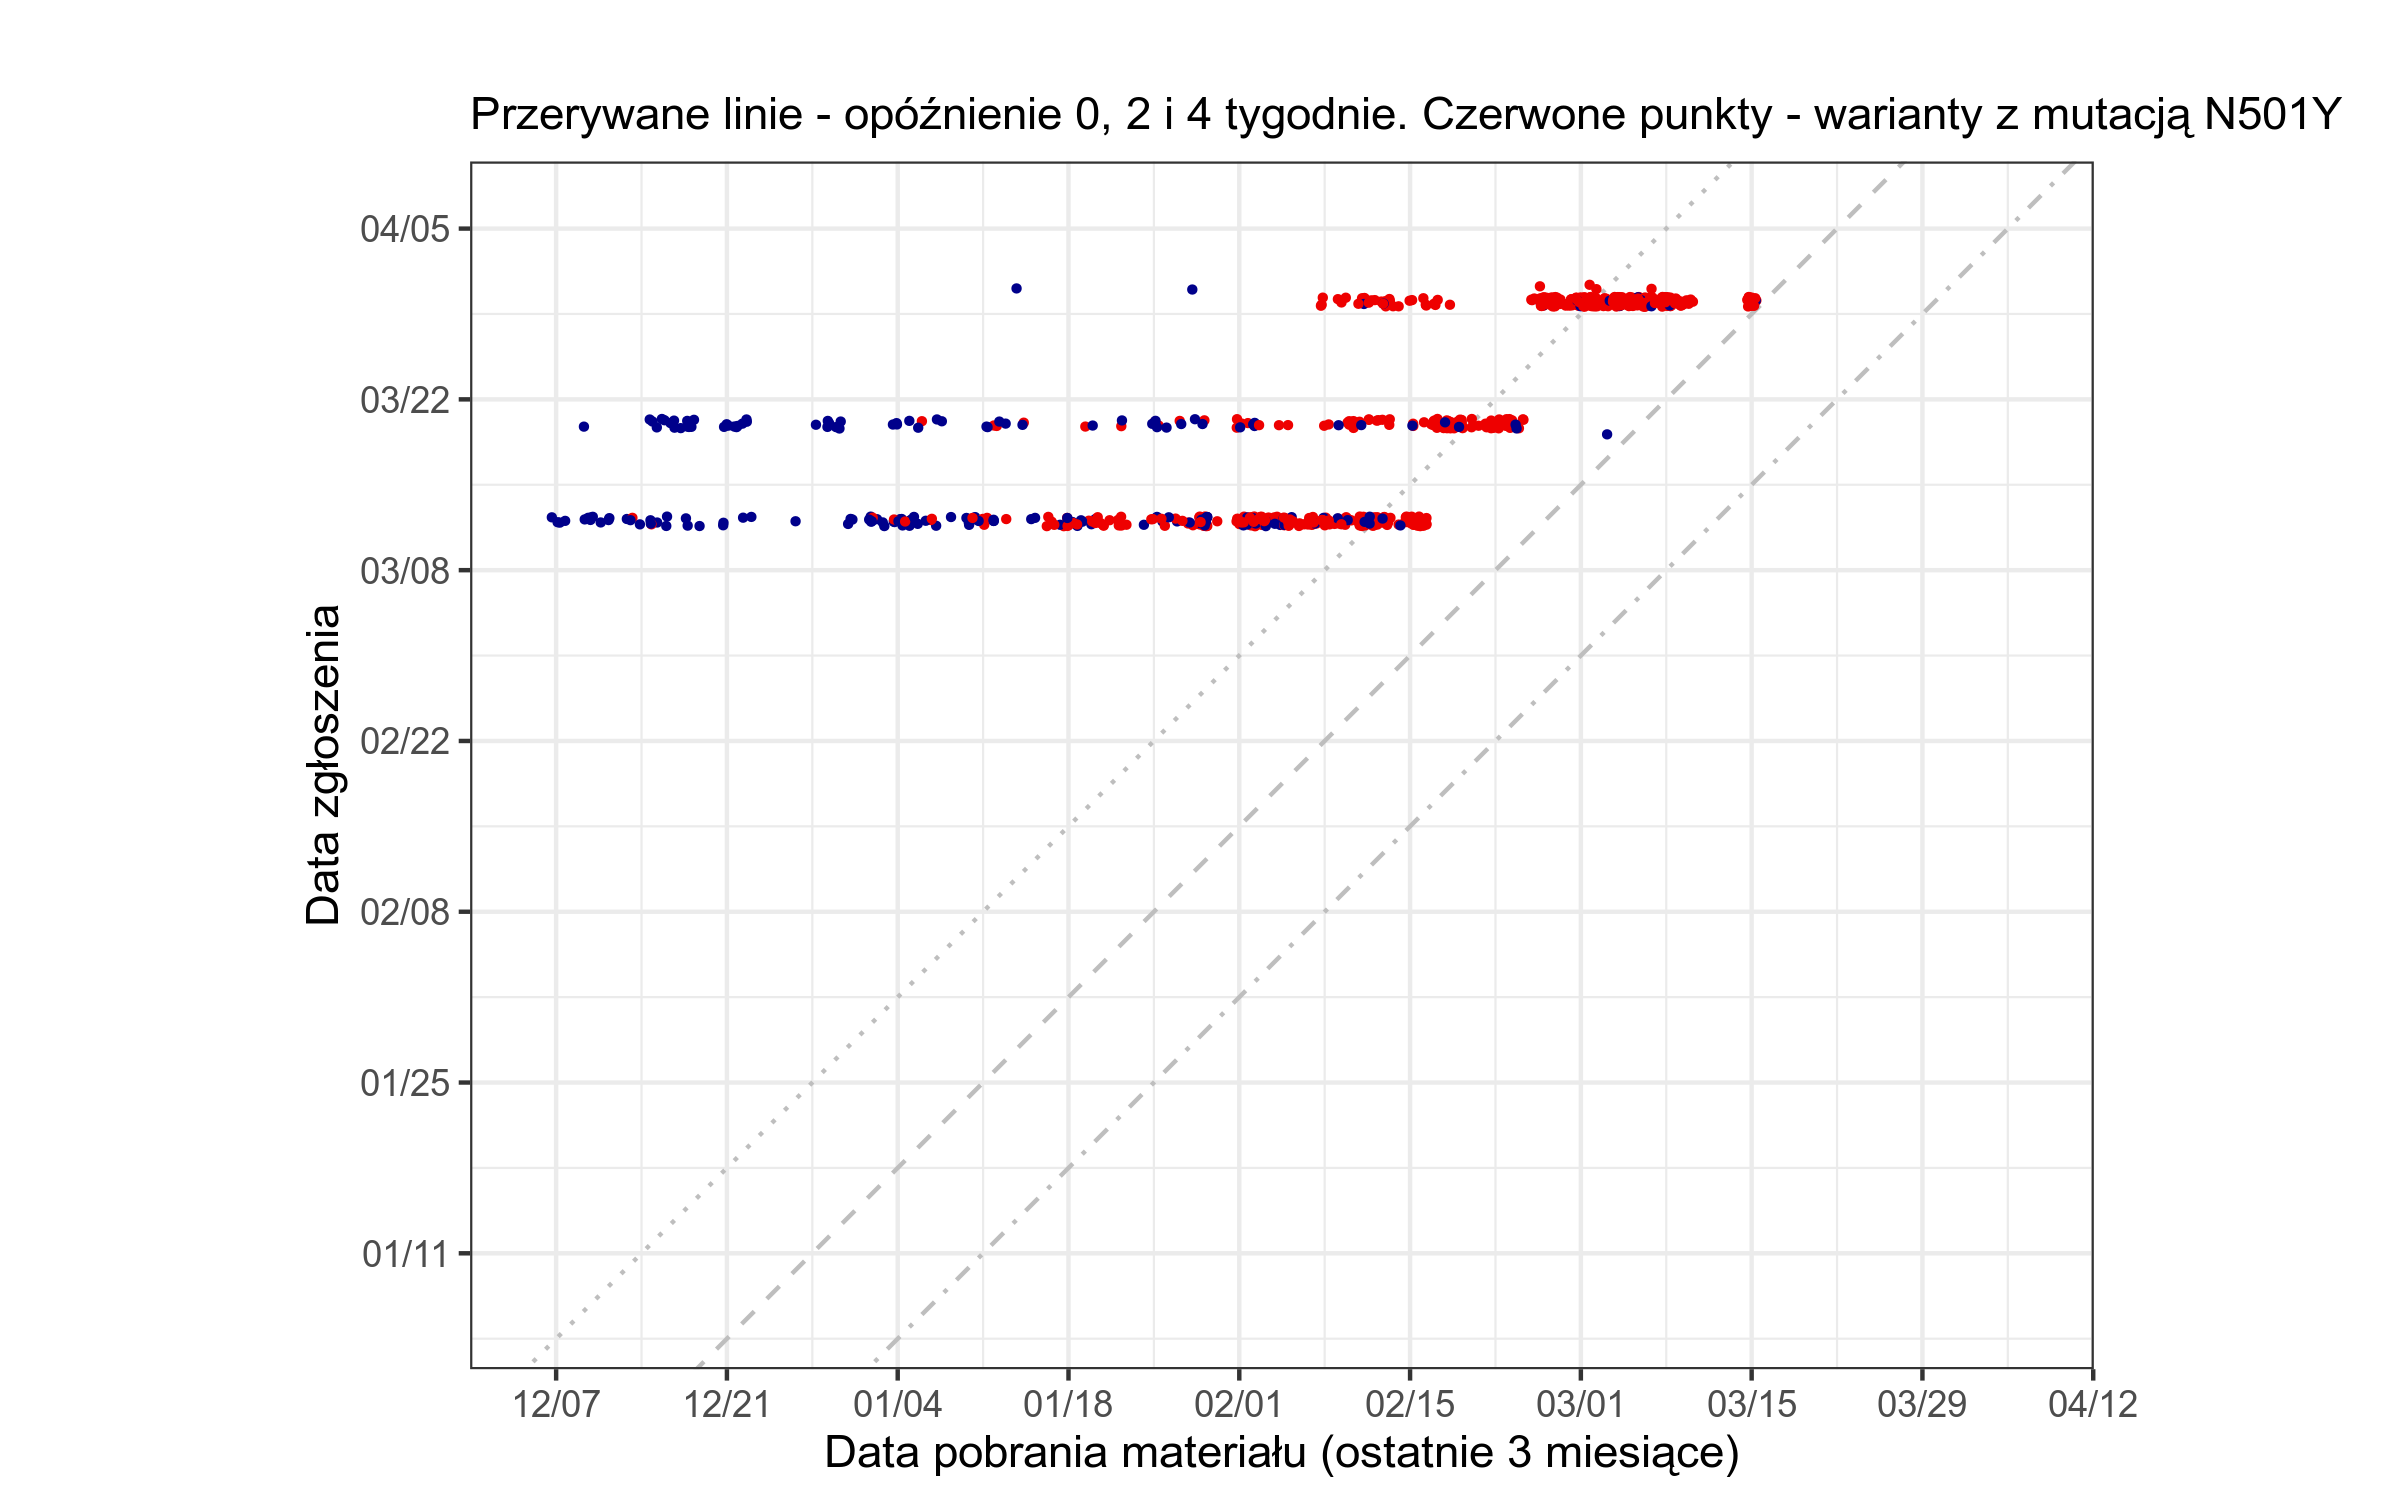 Przerywane linie - opóźnienie 0, 2 i 4 tygodnie. Czerwone punkty - warianty z mutacją N501Y
Data zgłoszenia
04/05
03/22
03/08
02/22
02/08
01/25
01/11
12/07 12/21 01/04 01/18 02/01 02/15 03/01 03/15 03/29 04/12
Data pobrania materiału (ostatnie 3 miesiące)